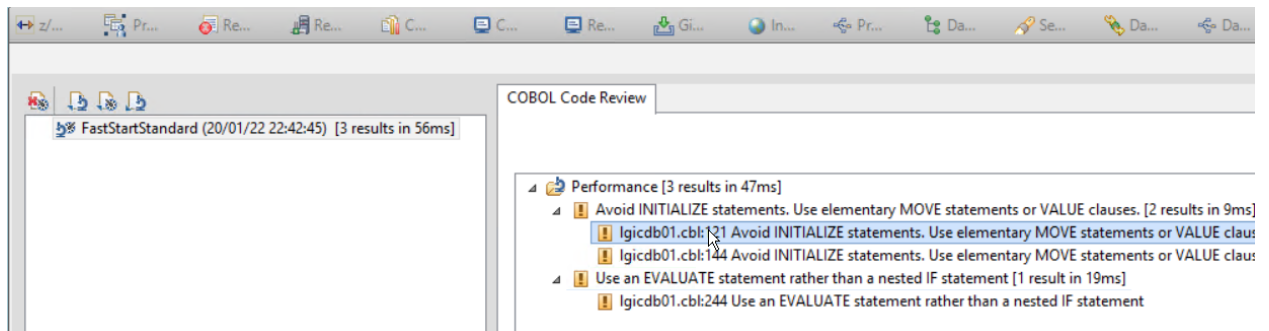 z/... Pr... Re... Re... C... C... Re... Gi... In... Pr... Da... Se... Da... Da...
COBOL Code Review
FastStartStandard (20/01/22 22:42:45) [3 results in 56ms]
Performance [3 results in 47ms]
Avoid INITIALIZE statements. Use elementary MOVE statements or VALUE clauses. [2 results in 9ms]
lgicdb01.cbl:121 Avoid INITIALIZE statements. Use elementary MOVE statements or VALUE claus
lgicdb01.cbl:144 Avoid INITIALIZE statements. Use elementary MOVE statements or VALUE claus
Use an EVALUATE statement rather than a nested IF statement [1 result in 19ms]
lgicdb01.cbl:244 Use an EVALUATE statement rather than a nested IF statement